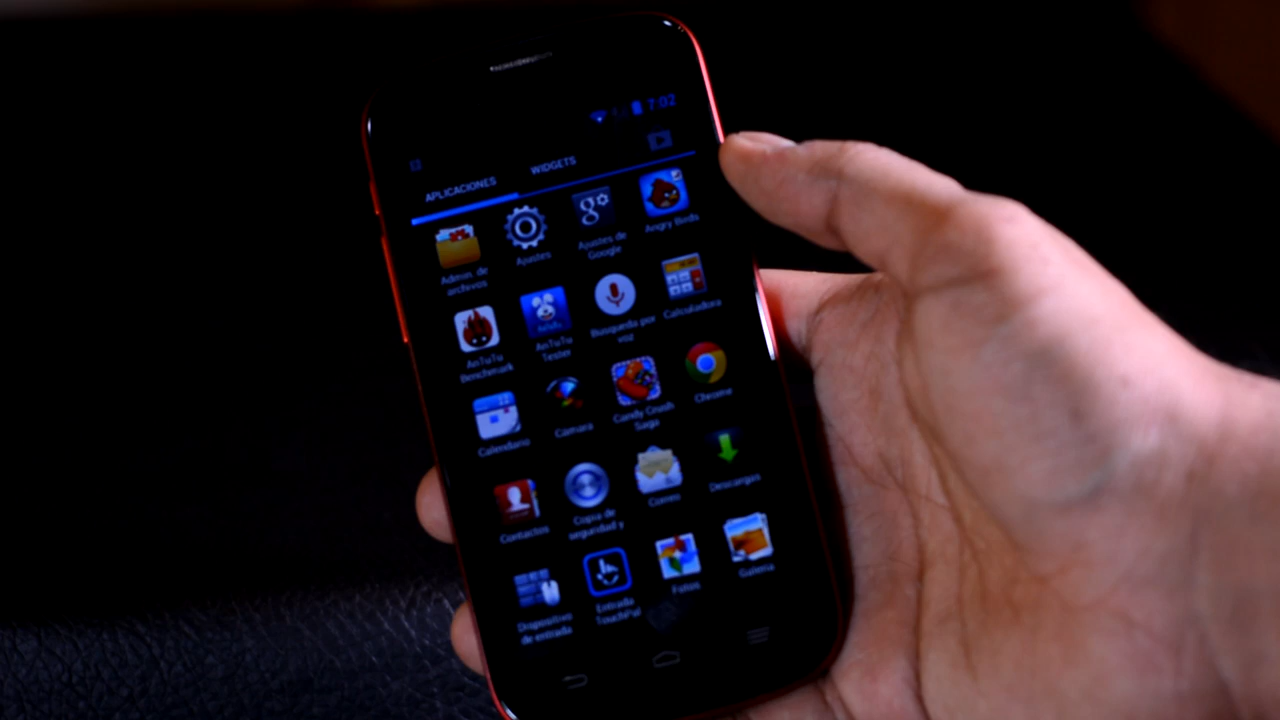 7:02
APLICACIONES WIDGETS
Admin. de
archivos
Ajustes
Ajustes de
Google
Angry Birds
AnTuTu
Benchmark
AnTuTu
Tester
Busqueda por
voz
Calculadora
Calendario
Cámara
Candy Crush
Saga
Chrome
Contactos
Copia de
seguridad y
Correo
Descargas
Dispositivo
de entrada
Entrada
TouchPal
Fotos
Galería